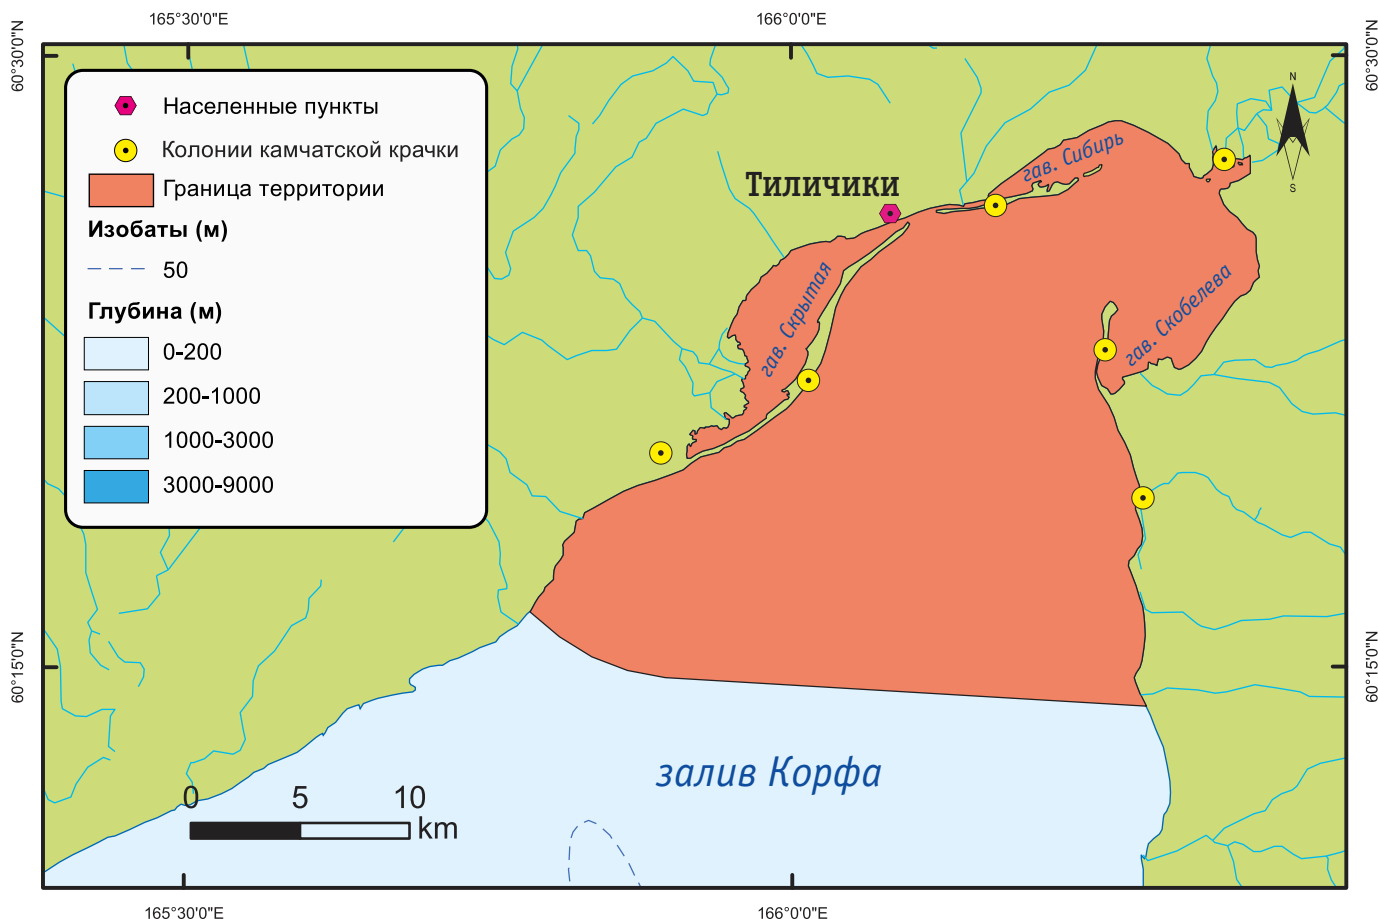 165°30'0"E
166°0'0"E
60°30'0"N
60°30'0"N
Населенные пункты
Колонии камчатской крачки
Граница территории
Изобаты (м)
50
Глубина (м)
0-200
200-1000
1000-3000
3000-9000
N
S
гав. Сибирь
Тиличики
гав. Скрытая
гав. Скобелева
60°15'0"N
60°15'0"N
залив Корфа
0 5 10
km
165°30'0"E
166°0'0"E